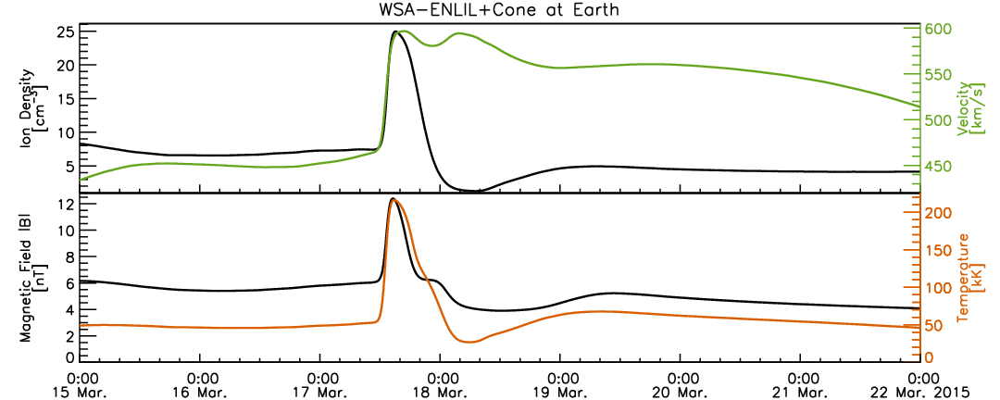 WSA-ENLIL+Cone at Earth
Ion Density
[cm-3]
25
20
15
10
5
600
550
500
450
Velocity
[km/s]
Magnetic Field |B|
[nT]
12
10
8
6
4
2
0
200
150
100
50
0
Temperature
[kK]
0:00 0:00 0:00 0:00 0:00 0:00 0:00 0:00
15 Mar. 16 Mar. 17 Mar. 18 Mar. 19 Mar. 20 Mar. 21 Mar. 22 Mar. 2015